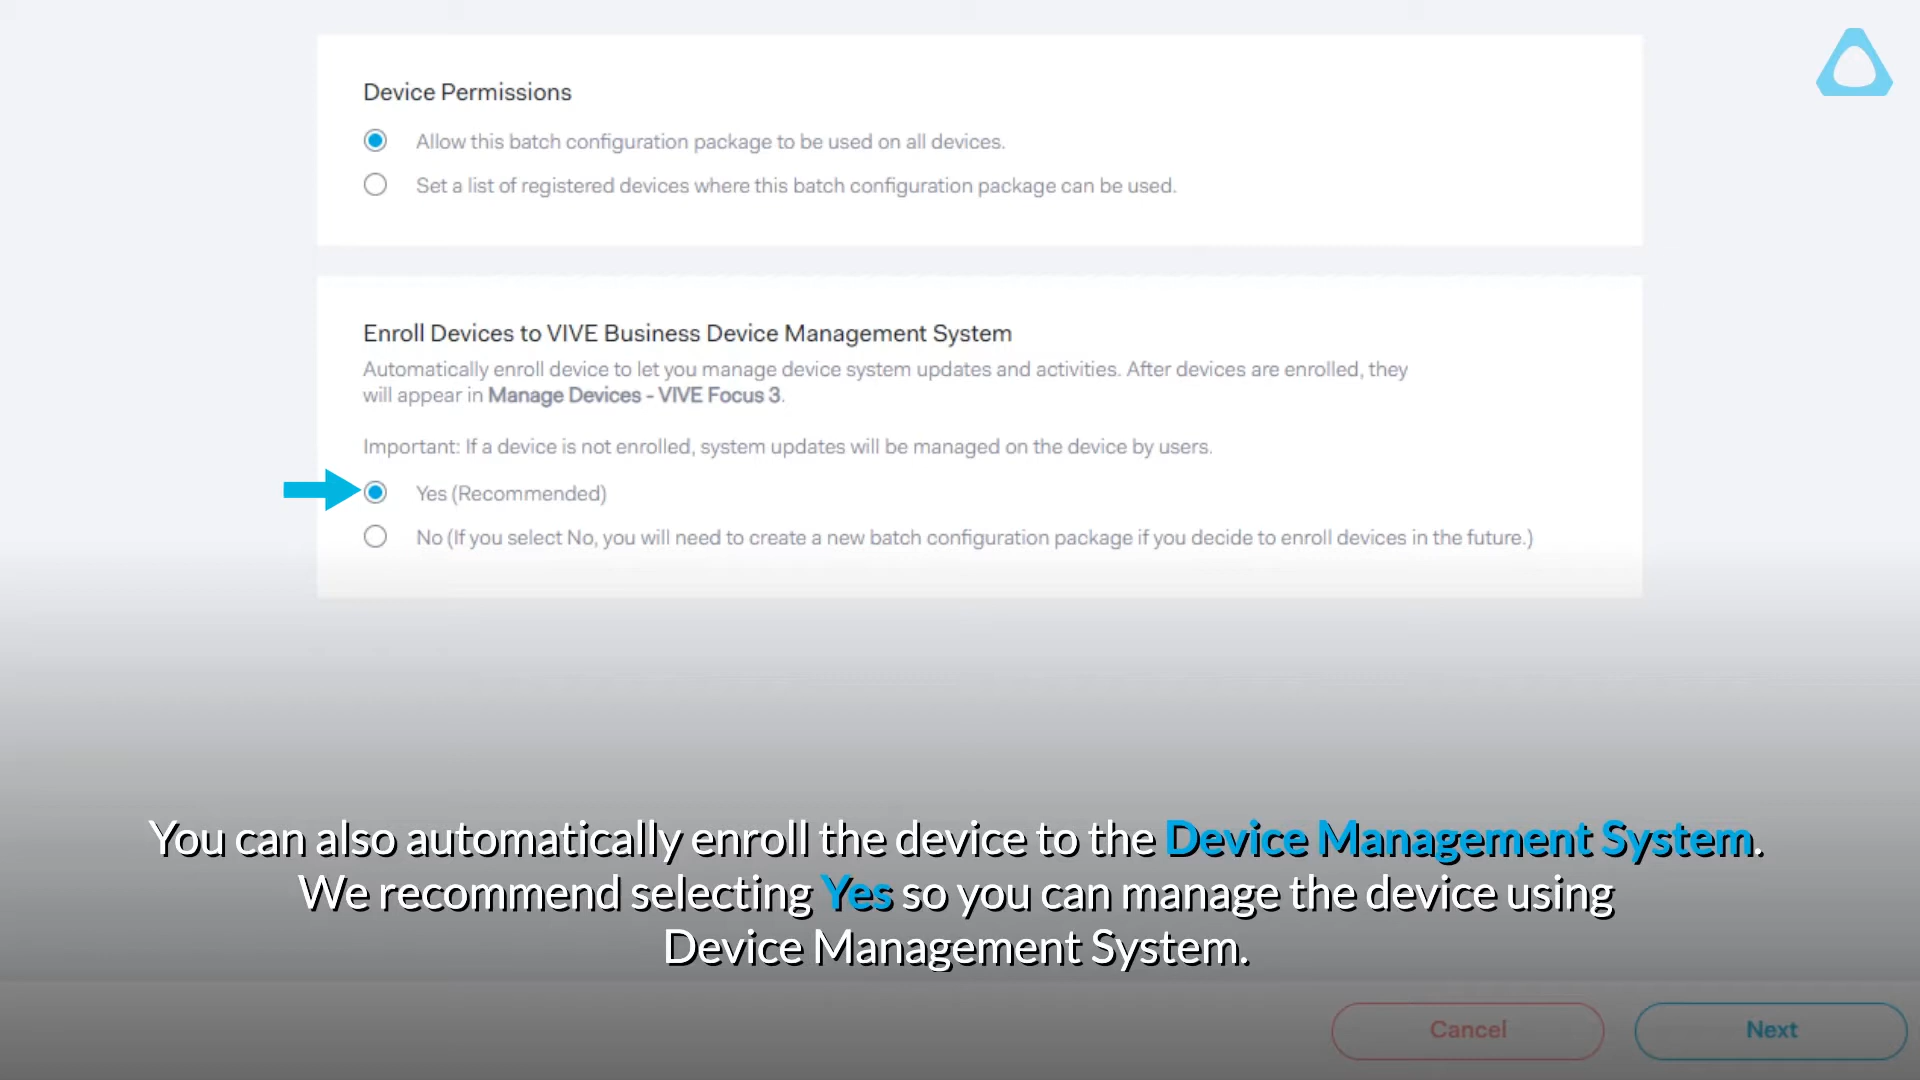 Device Permissions
Allow this batch configuration package to be used on all devices.
Set a list of registered devices where this batch configuration package can be used.
Enroll Devices to VIVE Business Device Management System
Automatically enroll device to let you manage device system updates and activities. After devices are enrolled, they
will appear in Manage Devices - VIVE Focus 3.
Important: If a device is not enrolled, system updates will be managed on the device by users.
Yes (Recommended)
No (If you select No, you will need to create a new batch configuration package if you decide to enroll devices in the future.)
You can also automatically enroll the device to the Device Management System.
We recommend selecting Yes so you can manage the device using
Device Management System.
Cancel
Next